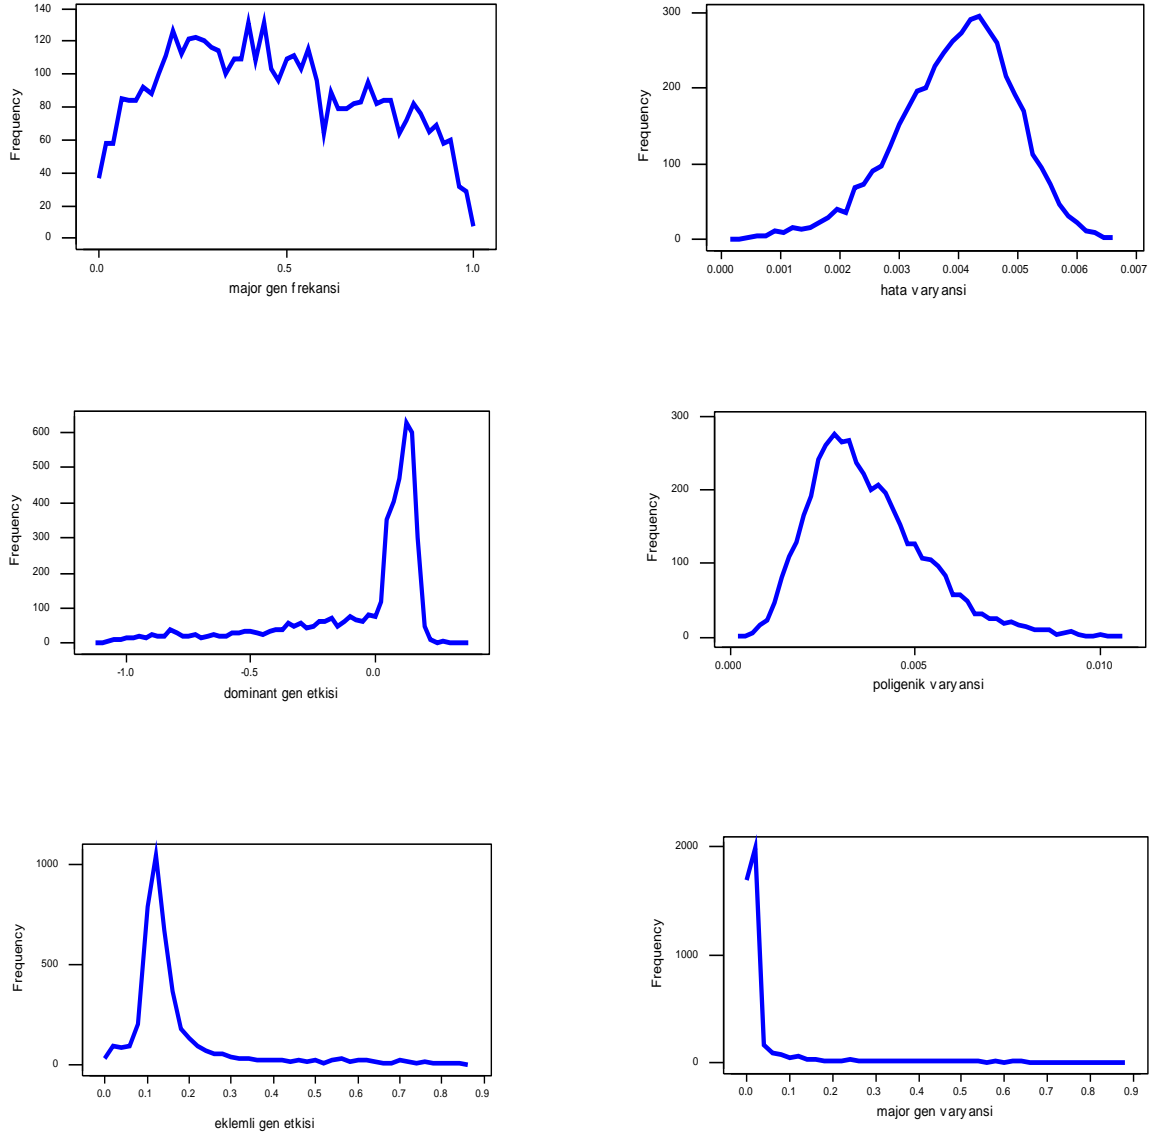 140
120
100
80
60
40
20
0
Frequency
0.0 0.5 1.0
major gen frekansi
300
200
100
0
Frequency
0.000 0.001 0.002 0.003 0.004 0.005 0.006 0.007
hata varyansi
600
500
400
300
200
100
0
Frequency
-1.0 -0.5 0.0
dominant gen etkisi
300
200
100
0
Frequency
0.000 0.005 0.010
poligenik varyansi
1000
500
0
Frequency
0.0 0.1 0.2 0.3 0.4 0.5 0.6 0.7 0.8 0.9
eklemli gen etkisi
2000
1000
0
Frequency
0.0 0.1 0.2 0.3 0.4 0.5 0.6 0.7 0.8 0.9
major gen varyansi